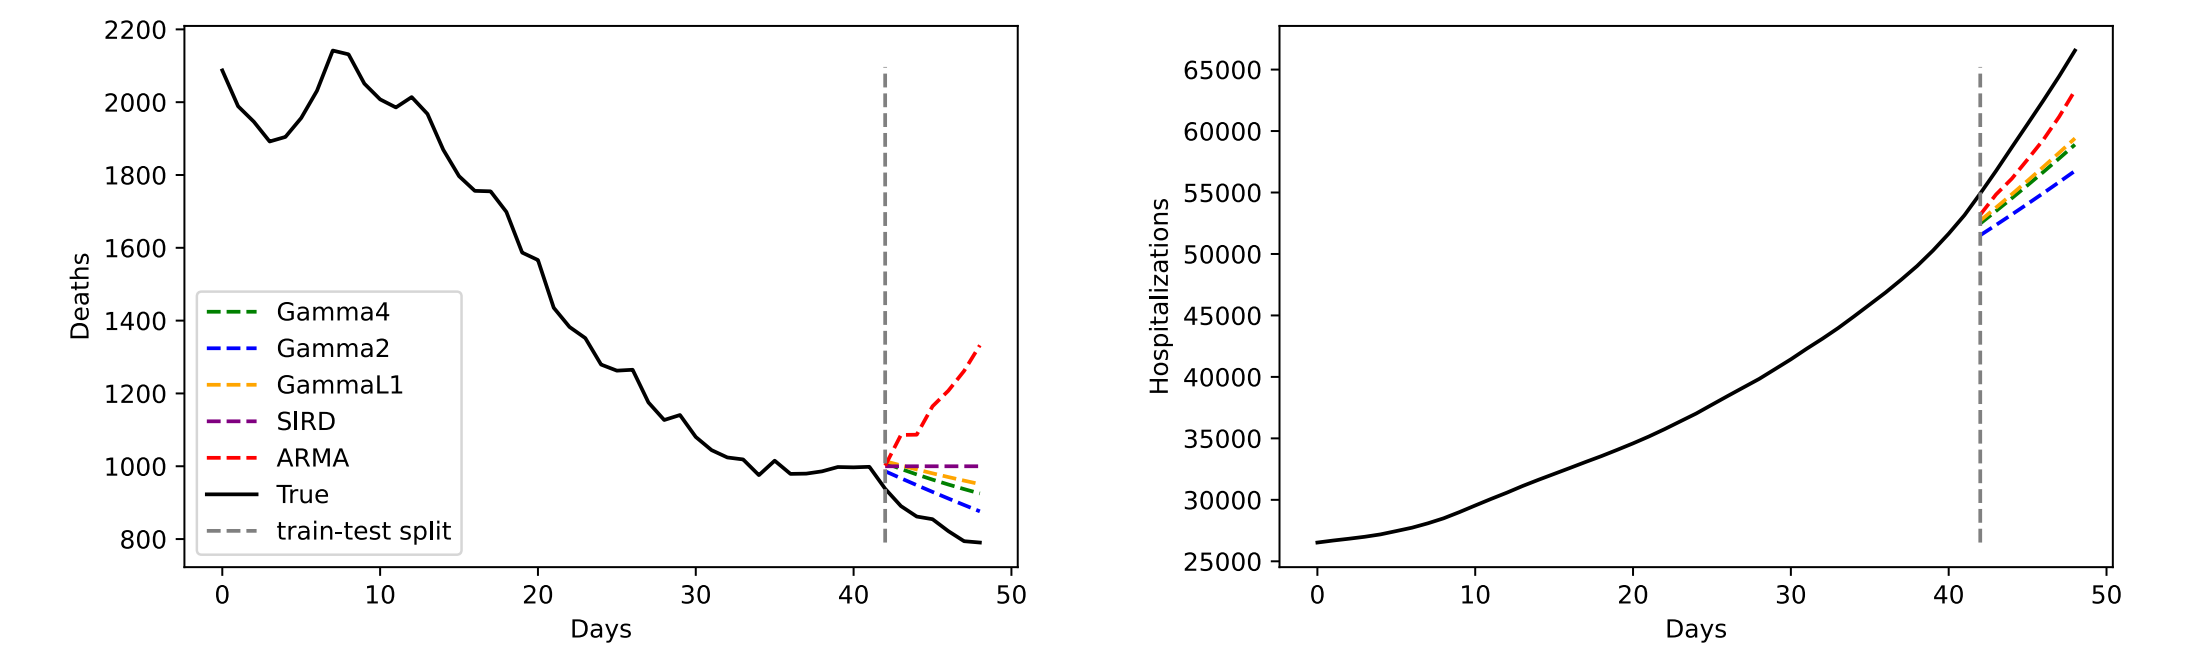 2200
2000
1800
1600
1400
1200
1000
800
Deaths
Gamma4
Gamma2
GammaL1
SIRD
ARMA
True
train-test split
0 10 20 30 40 50
Days
65000
60000
55000
50000
45000
40000
35000
30000
25000
Hospitalizations
0 10 20 30 40 50
Days